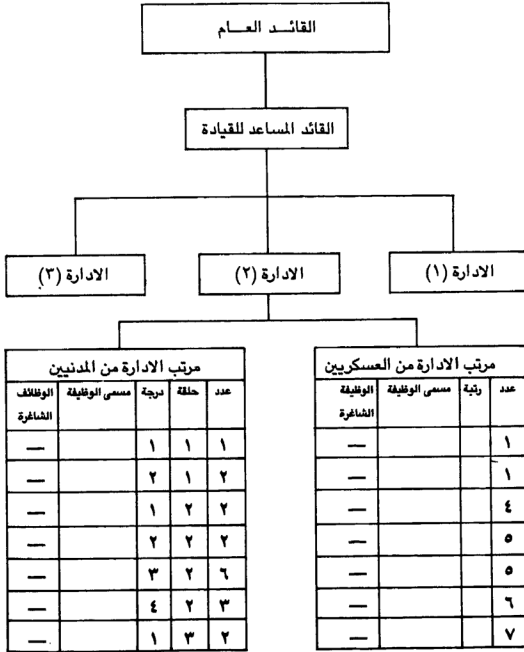 القائـــد العـــام
القائد المساعد للقيادة
الادارة (١) الادارة (٢) الادارة (٣)
مرتب الادارة من العسكريين
عدد رتبة مسمى الوظيفة الوظيفة الشاغرة
١ —
١ —
٤ —
٥ —
٥ —
٦ —
٧ —
مرتب الادارة من المدنيين
عدد حلقة درجة مسمى الوظيفة الوظائف الشاغرة
١ ١ ١ —
٢ ١ ٢ —
٢ ٢ ١ —
٢ ٢ ٢ —
٦ ٢ ٣ —
٣ ٢ ٤ —
٢ ٣ ١ —